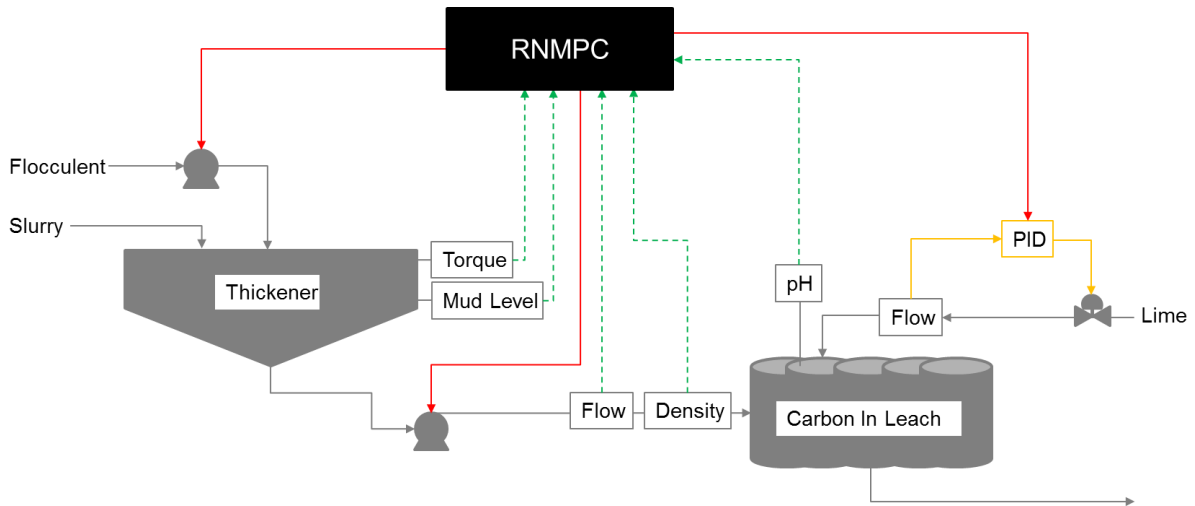 RNMPC
Flocculent
Slurry
Torque
Thickener
Mud Level
PID
pH
Flow
Lime
Flow
Density
Carbon In Leach